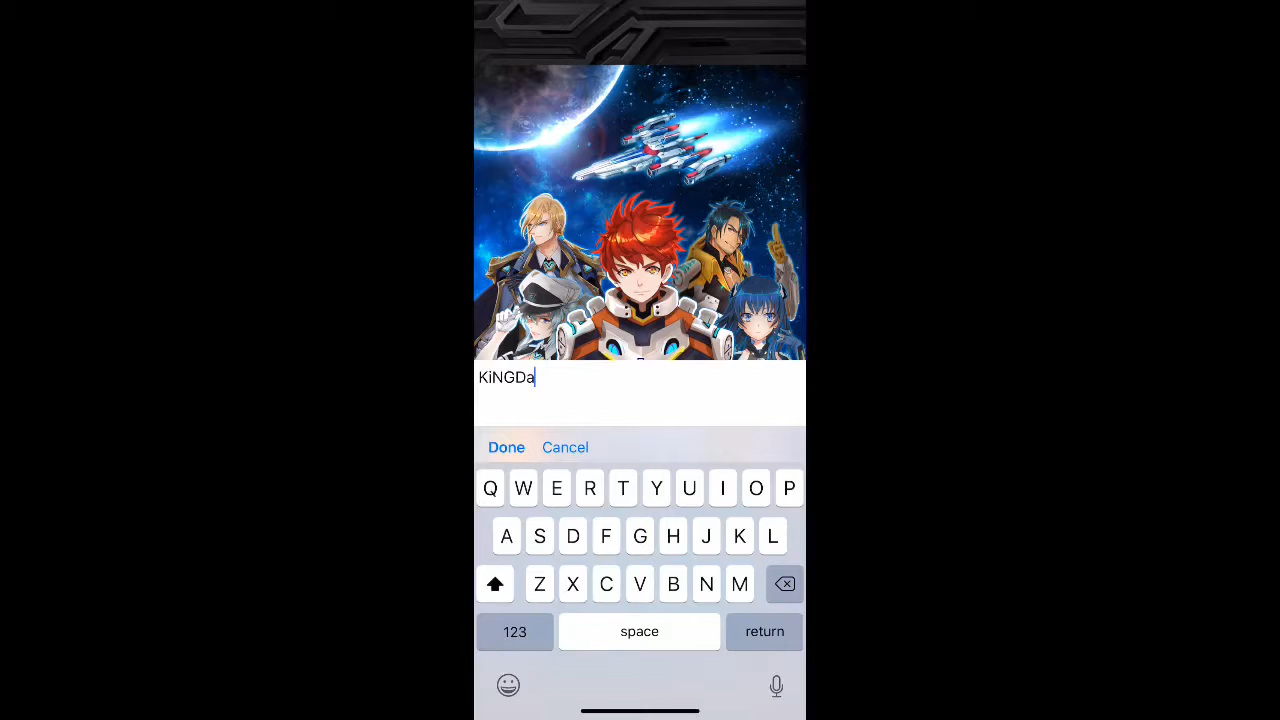 KiNGDa
Done Cancel
Q W E R T Y U I O P
A S D F G H J K L
Z X C V B N M
123 space return